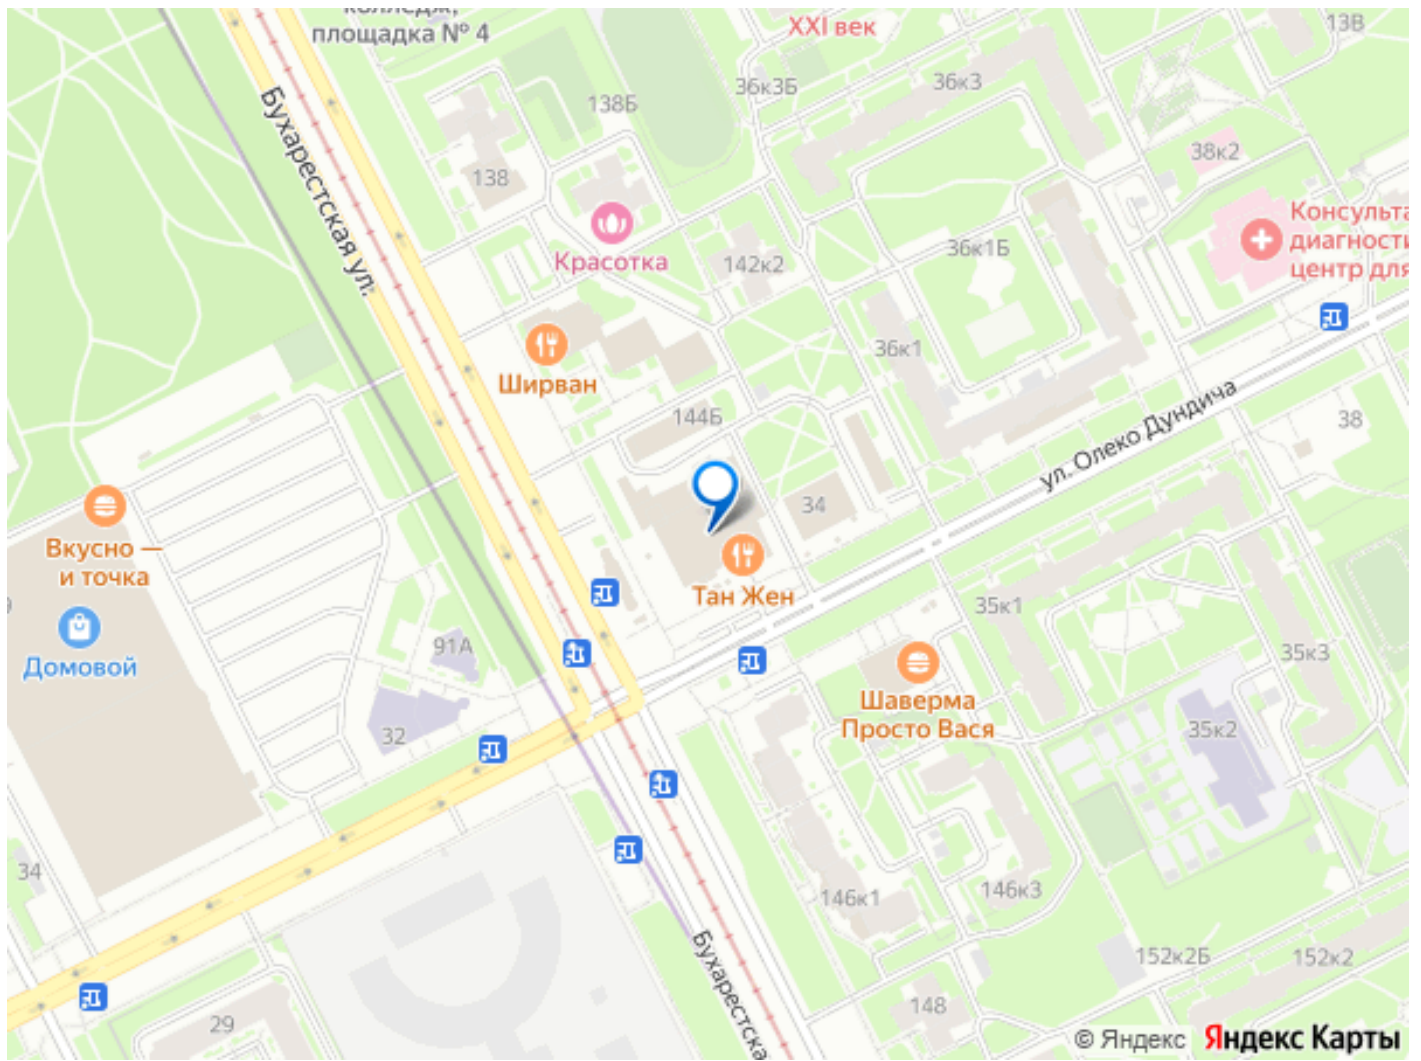 площадка № 4
XXI век
13В
36к3Б
36к3
138Б
Бухарестская ул.
138
38к2
Красотка
142к2
36к1Б
Консульта
диагности
центр для
Ширван
36к1
144Б
ул. Олеко Дундича
38
34
Вкусно —
и точка
Тан Жен
35к1
Домовой
91А
Шаверма
Просто Вася
35к3
32
35к2
34
146к1
146к3
Бухарестска
152к2Б
152к2
148
29
© Яндекс Яндекс Карты